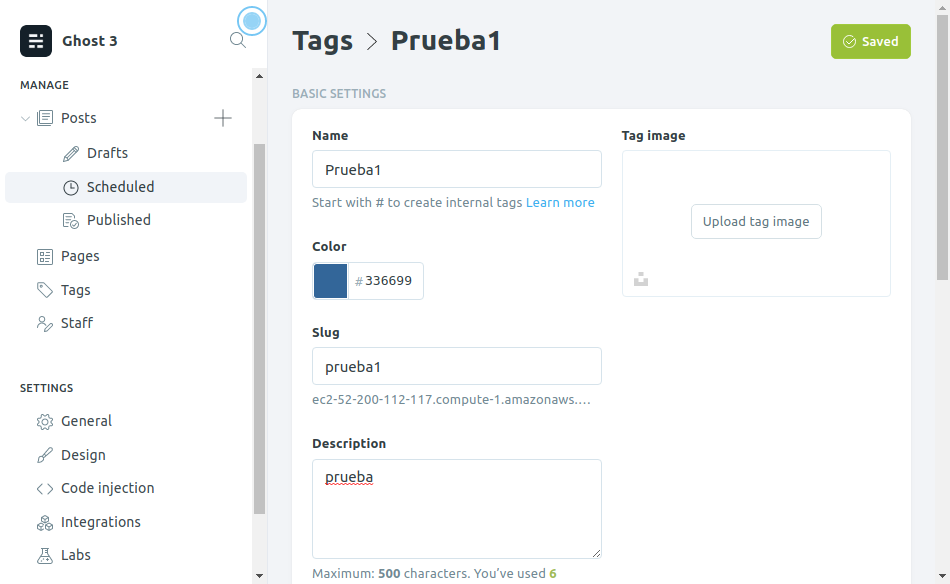 Ghost 3
MANAGE
Posts
Drafts
Scheduled
Published
Pages
Tags
Staff
SETTINGS
General
Design
Code injection
Integrations
Labs
Tags > Prueba1
Saved
BASIC SETTINGS
Name
Prueba1
Start with # to create internal tags Learn more
Color
#336699
Slug
prueba1
ec2-52-200-112-117.compute-1.amazonaws....
Description
prueba
Maximum: 500 characters. You've used 6
Tag image
Upload tag image